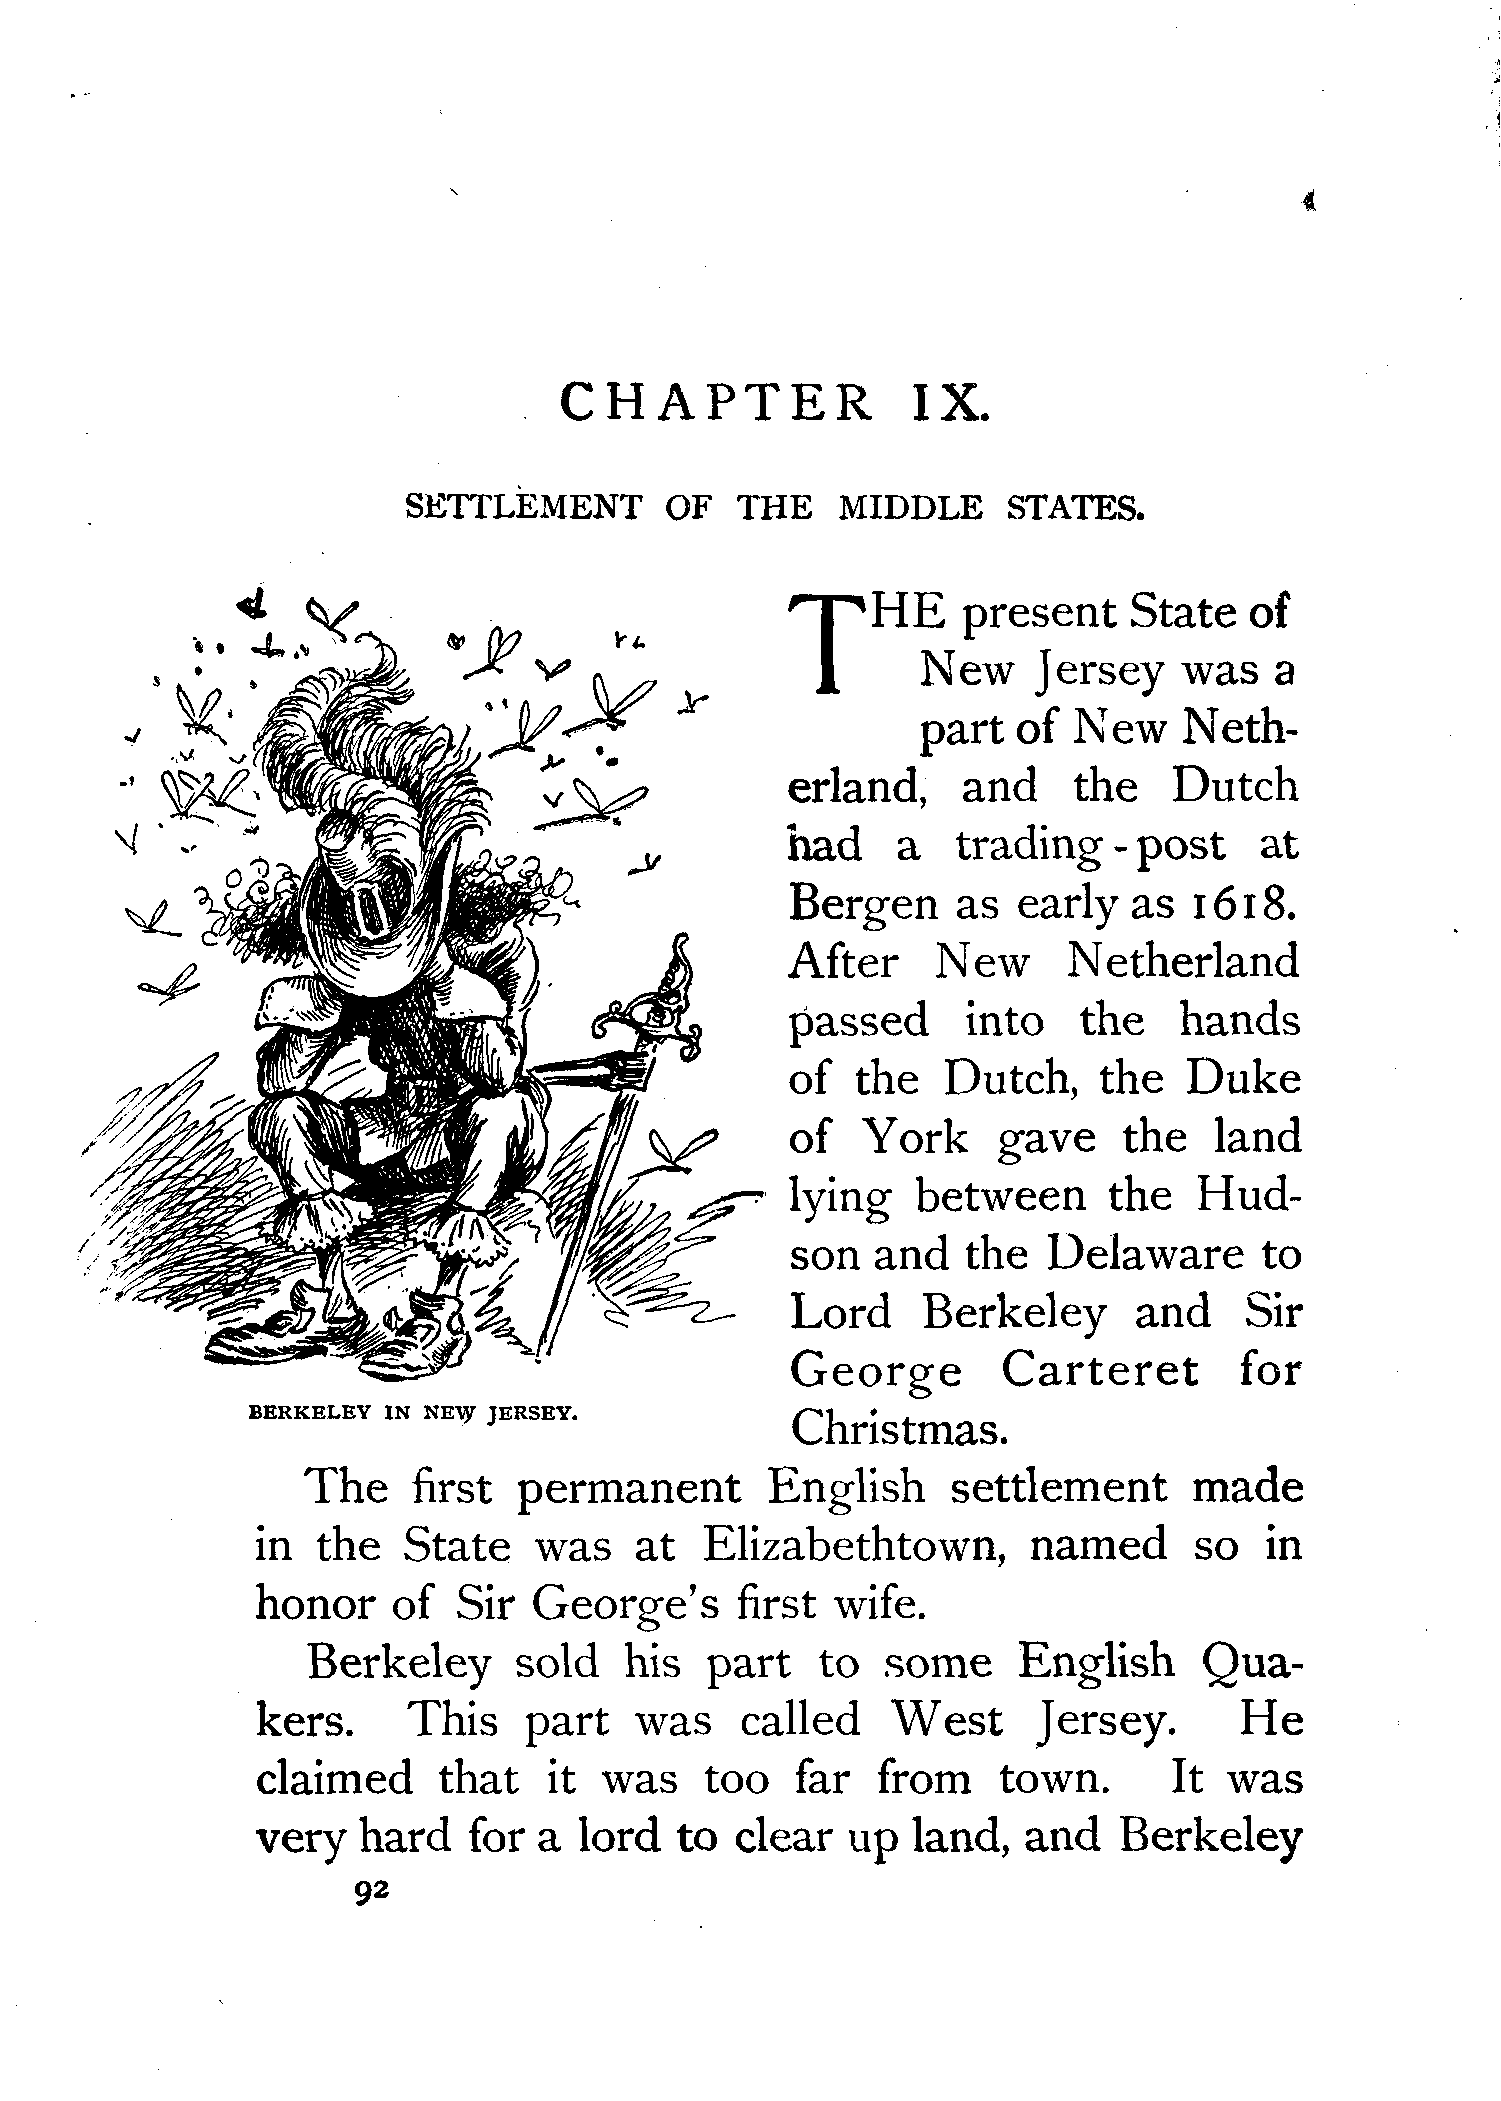 CHAPTER IX.
SETTLEMENT OF THE MIDDLE STATES.
THE present State of
New Jersey was a
part of New Neth-
erland, and the Dutch
had a trading-post at
Bergen as early as 1618.
After New Netherland
passed into the hands
of the Dutch, the Duke
of York gave the land
lying between the Hud-
son and the Delaware to
Lord Berkeley and Sir
George Carteret for
Christmas.
BERKELEY IN NEW JERSEY.
The first permanent English settlement made
in the State was at Elizabethtown, named so in
honor of Sir George's first wife.
Berkeley sold his part to some English Qua-
kers. This part was called West Jersey. He
claimed that it was too far from town. It was
very hard for a lord to clear up land, and Berkeley
92